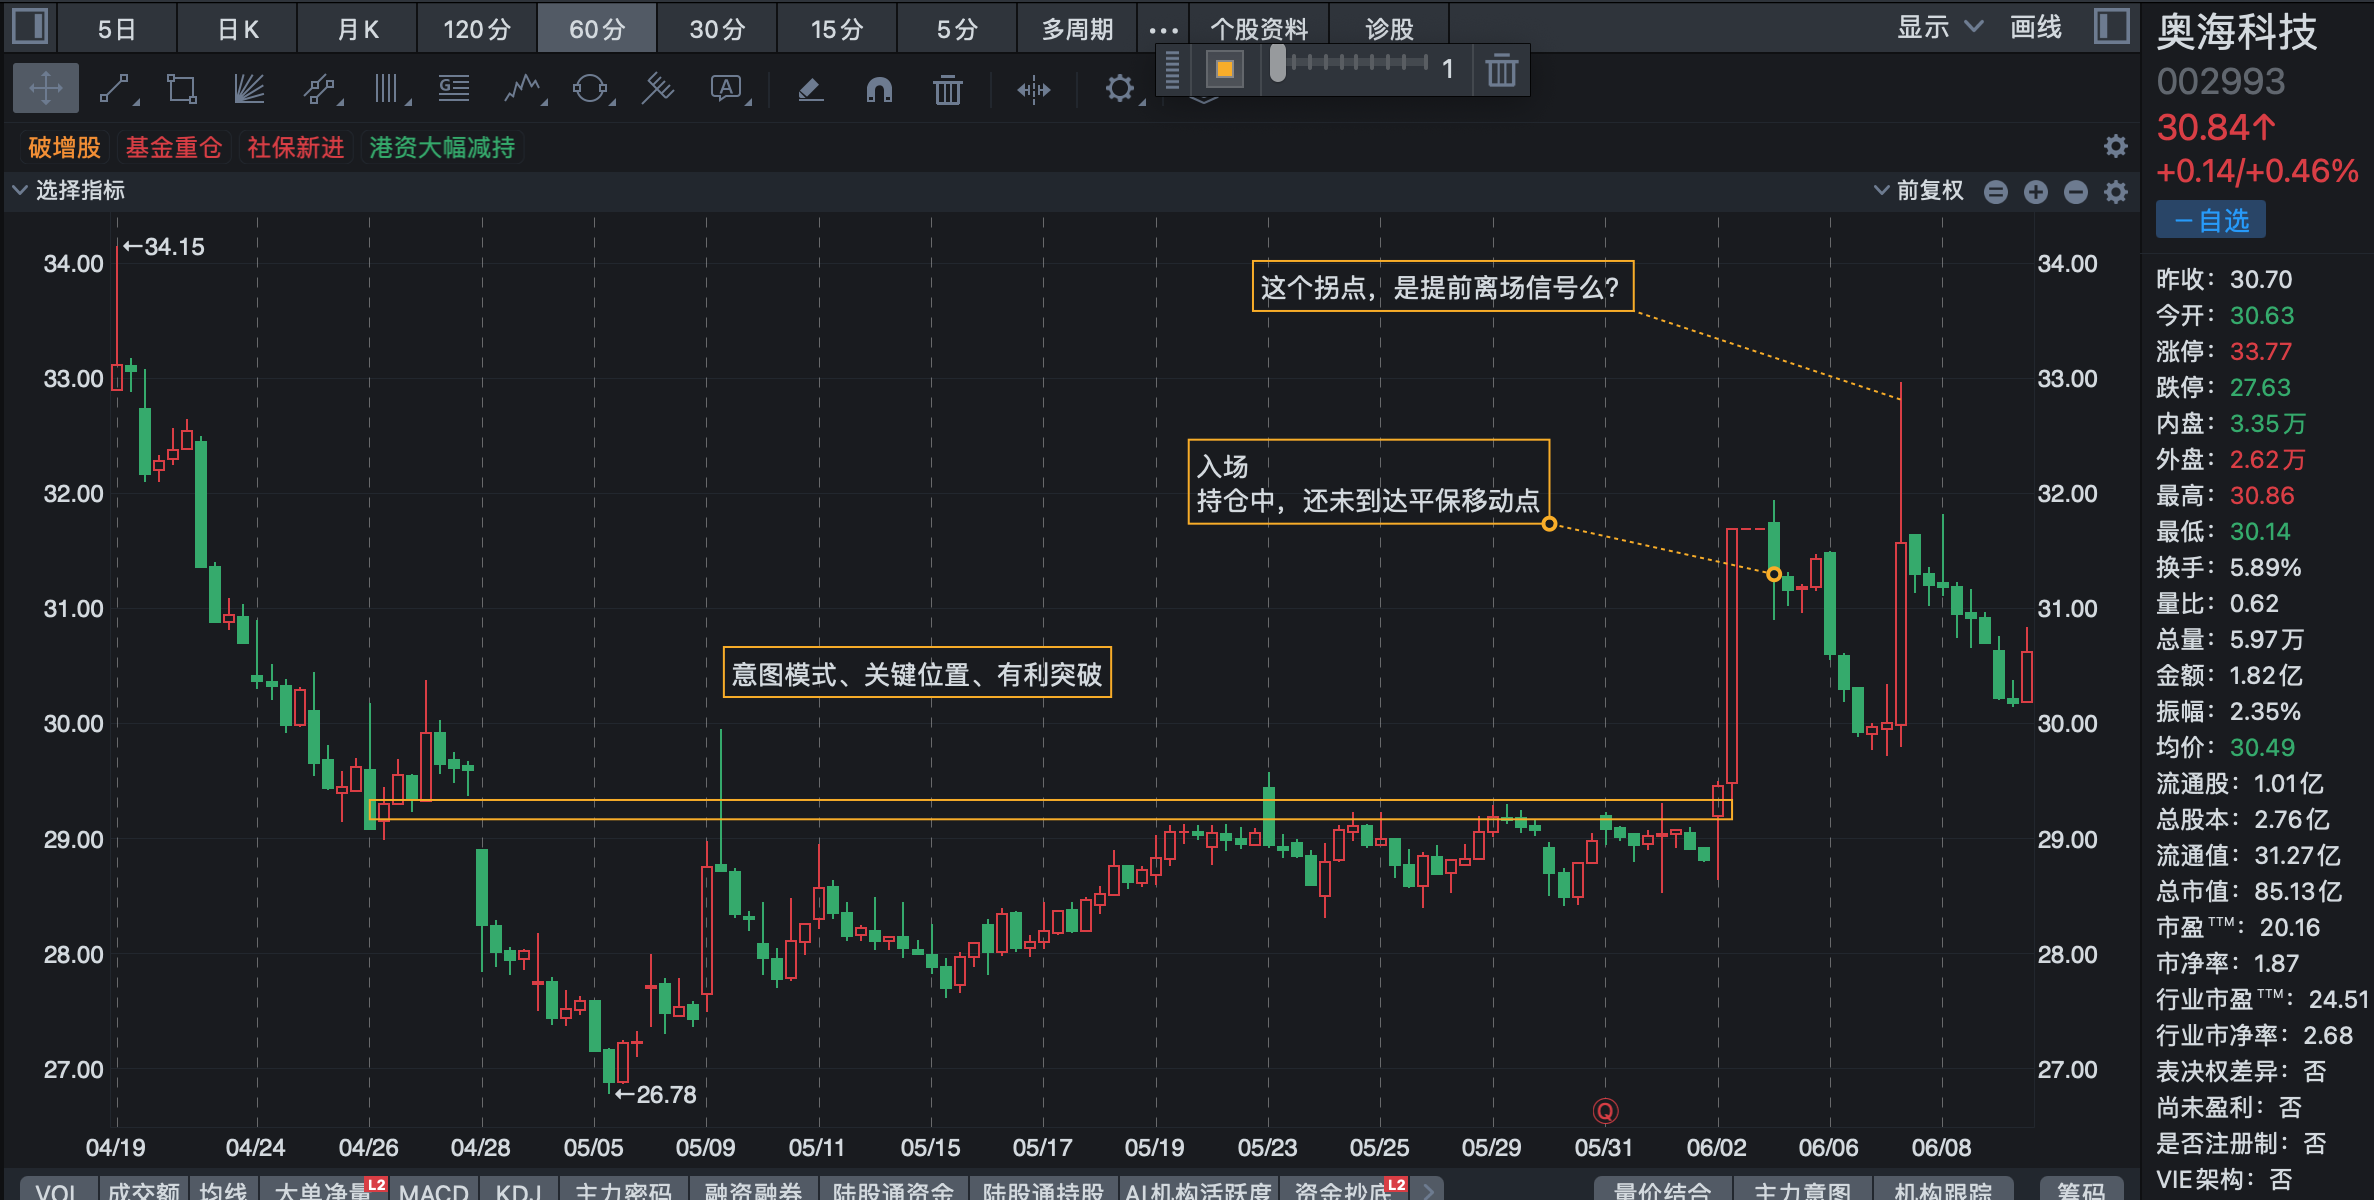 5日 日K 月K 120分 60分 30分 15分 5分 多周期 ... 个股资料 诊股
显示 画线
1
破增股 基金重仓 社保新进 港资大幅减持
选择指标
前复权
34.15
这个拐点，是提前离场信号么?
入场
持仓中，还未到达平保移动点
意图模式、关键位置、有利突破
26.78
Q
34.00 34.00
33.00 33.00
32.00 32.00
31.00 31.00
30.00 30.00
29.00 29.00
28.00 28.00
27.00 27.00
04/19 04/24 04/26 04/28 05/05 05/09 05/11 05/15 05/17 05/19 05/23 05/25 05/29 05/31 06/02 06/06 06/08
VOL 成交额 均线 大单净量 L2 MACD KDJ 主力密码 融资融券 陆股通资金 陆股通持股 AI机构活跃度 资金抄底 L2 量价结合 主力意图 机构跟踪 筹码
奥海科技
002993
30.84↑
+0.14/+0.46%
－自选
昨收：30.70
今开：30.63
涨停：33.77
跌停：27.63
内盘：3.35万
外盘：2.62万
最高：30.86
最低：30.14
换手：5.89%
量比：0.62
总量：5.97万
金额：1.82亿
振幅：2.35%
均价：30.49
流通股：1.01亿
总股本：2.76亿
流通值：31.27亿
总市值：85.13亿
市盈TTM：20.16
市净率：1.87
行业市盈TTM：24.51
行业市净率：2.68
表决权差异：否
尚未盈利：否
是否注册制：否
VIE架构：否